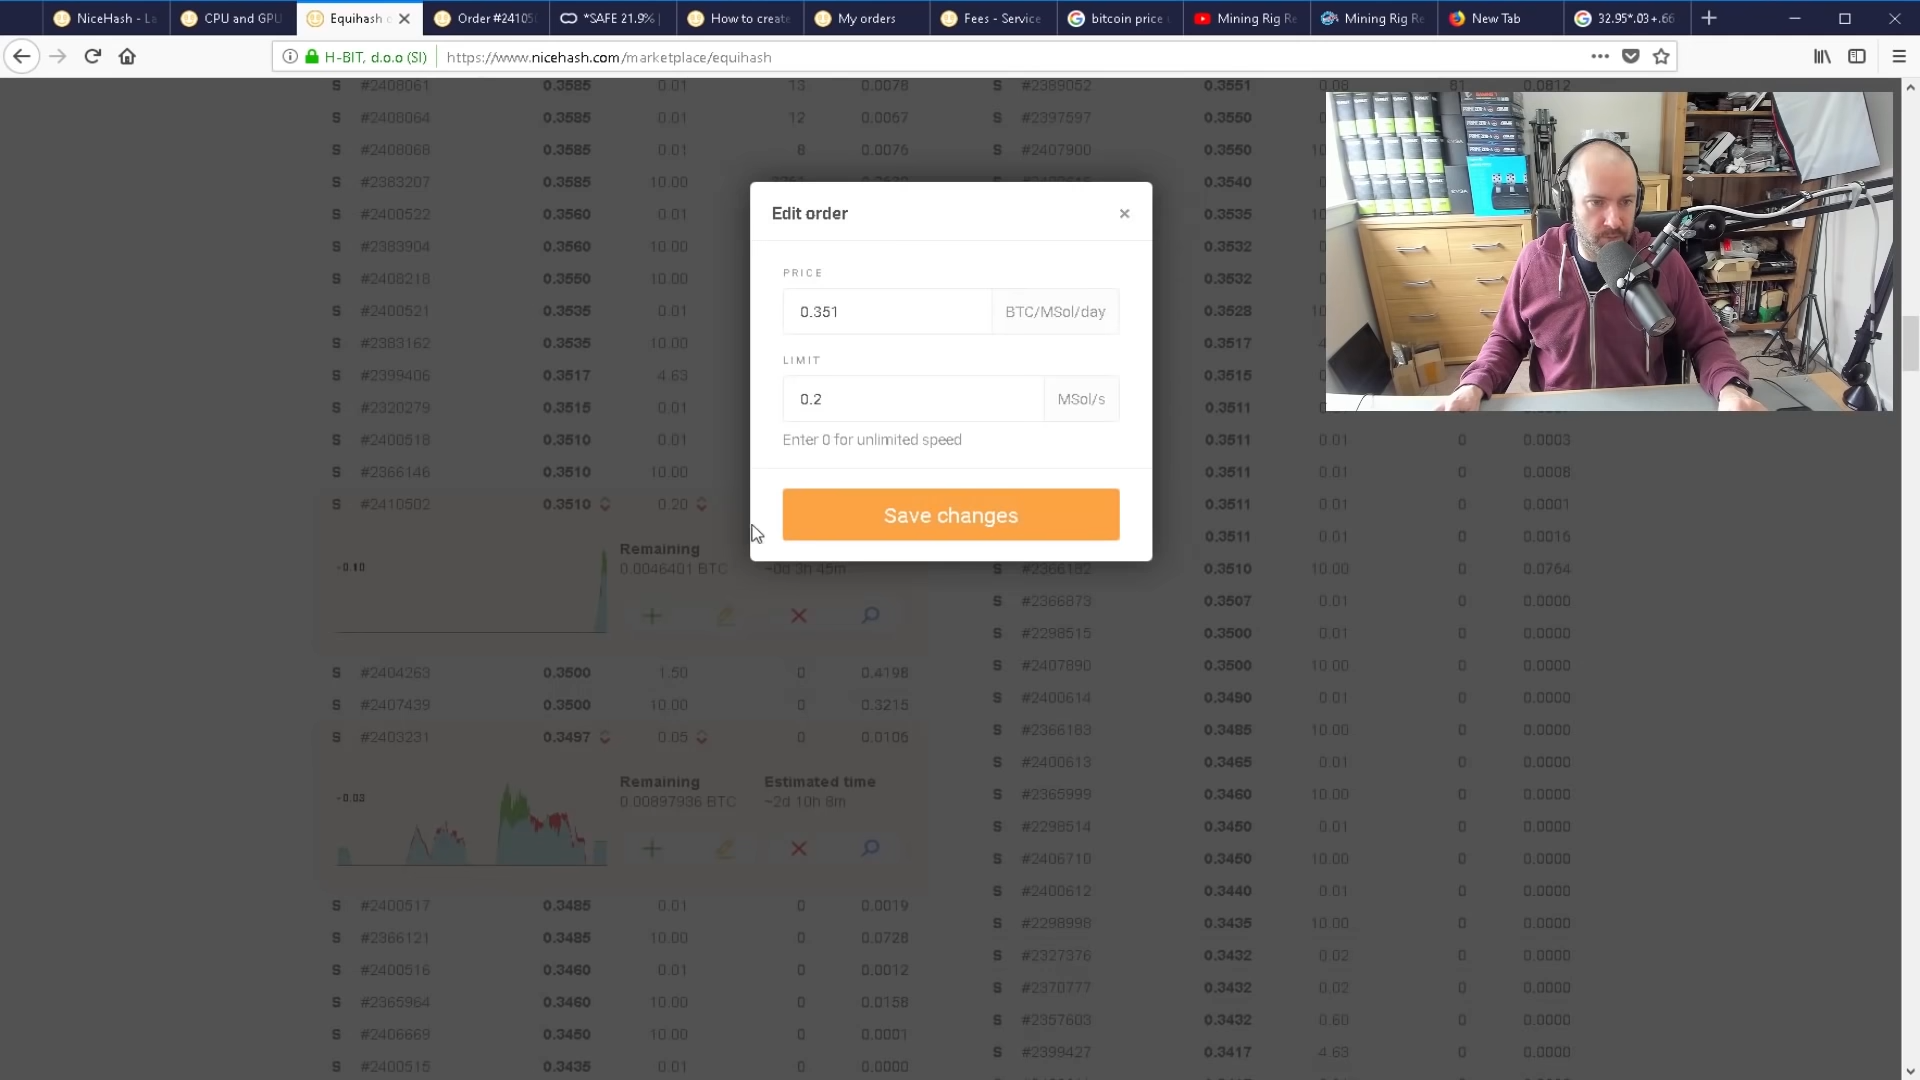 NiceHash - La
CPU and GPU
Equihash o
Order #24105
*SAFE 21.9% |
How to create
My orders
Fees - Service
bitcoin price
Mining Rig Re
Mining Rig Re
New Tab
32.95*.03+.66
H-BIT, d.o.o (SI)
https://www.nicehash.com/marketplace/equihash
S #2408061 0.3585 0.01 13 0.0078
S #2408064 0.3585 0.01 12 0.0067
S #2408068 0.3585 0.01 8 0.0076
S #2363207 0.3585 10.00
S #2400522 0.3560 0.01
S #2383904 0.3560 10.00
S #2408218 0.3550 10.00
S #2400521 0.3535 0.01
S #2383162 0.3535 10.00
S #2399406 0.3517 4.63
S #2320279 0.3515 0.01
S #2400518 0.3510 0.01
S #2366146 0.3510 10.00
S #2410502 0.3510 0.20
-0.10
Remaining
0.0046401 BTC ~0d 3h 45m
S #2404263 0.3500 1.50 0 0.4198
S #2407439 0.3500 10.00 0 0.3215
S #2403231 0.3497 0.05 0 0.0106
-0.03
Remaining Estimated time
0.00897936 BTC ~2d 10h 8m
S #2400517 0.3485 0.01 0 0.0019
S #2366121 0.3485 10.00 0 0.0728
S #2400516 0.3460 0.01 0 0.0012
S #2365964 0.3460 10.00 0 0.0158
S #2406669 0.3450 10.00 0 0.0001
S #2400515 0.3435 0.01 0 0.0000
Edit order
×
PRICE
0.351 BTC/MSol/day
LIMIT
0.2 MSol/s
Enter 0 for unlimited speed
Save changes
S #2389052 0.3551 0.08 61 0.0812
S #2397597 0.3550
S #2407900 0.3550 10
0.3540
0.3535 10
0.3532
0.3532
0.3528 10
0.3517 4
0.3515
0.3511
0.3511 0.01 0 0.0003
0.3511 0.01 0 0.0008
0.3511 0.01 0 0.0001
0.3511 0.01 0 0.0016
S #2366182 0.3510 10.00 0 0.0764
S #2366873 0.3507 0.01 0 0.0000
S #2298515 0.3500 0.01 0 0.0000
S #2407890 0.3500 10.00 0 0.0000
S #2400614 0.3490 0.01 0 0.0000
S #2366183 0.3485 10.00 0 0.0000
S #2400613 0.3465 0.01 0 0.0000
S #2365999 0.3460 10.00 0 0.0000
S #2298514 0.3450 0.01 0 0.0000
S #2406710 0.3450 10.00 0 0.0000
S #2400612 0.3440 0.01 0 0.0000
S #2298998 0.3435 10.00 0 0.0000
S #2327376 0.3432 0.02 0 0.0000
S #2370777 0.3432 0.02 0 0.0000
S #2357603 0.3432 0.60 0 0.0000
S #2399427 0.3417 4.63 0 0.0000